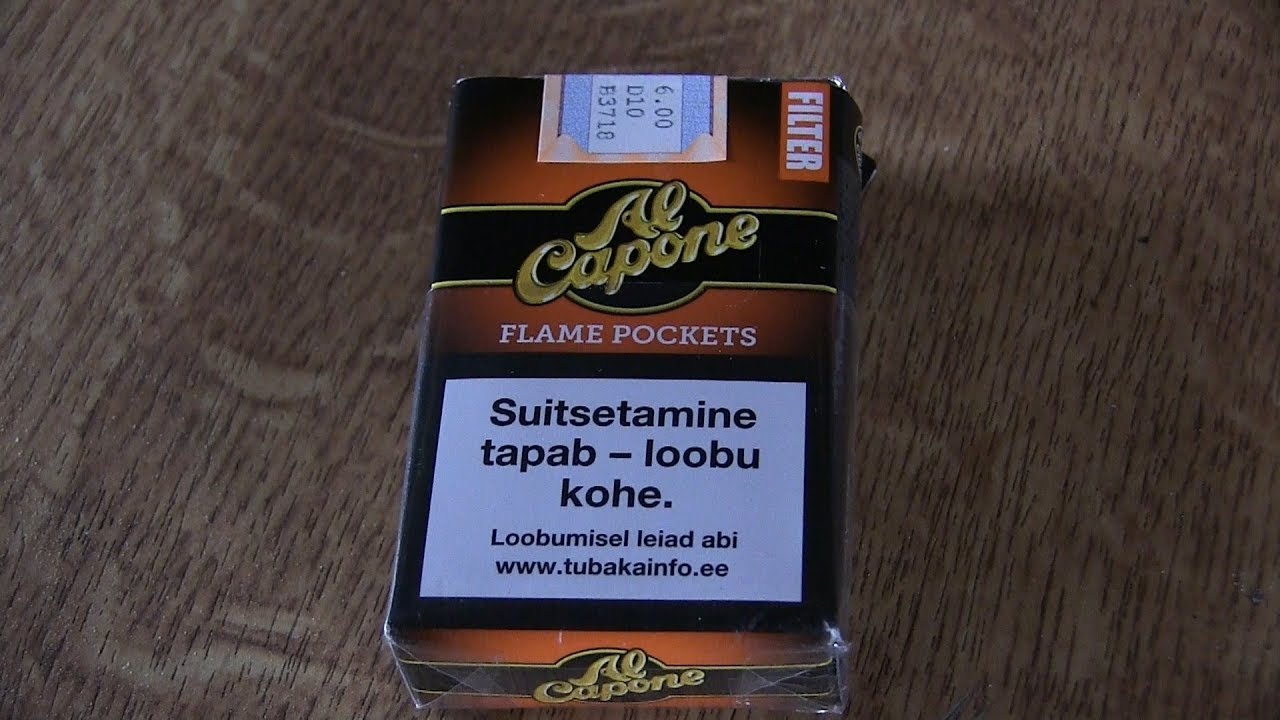 6.00
D10
B3718
FILTER
Al
Capone
FLAME POCKETS
Suitsetamine
tapab – loobu
kohe.
Loobumisel leiad abi
www.tubakainfo.ee
Al
Capone